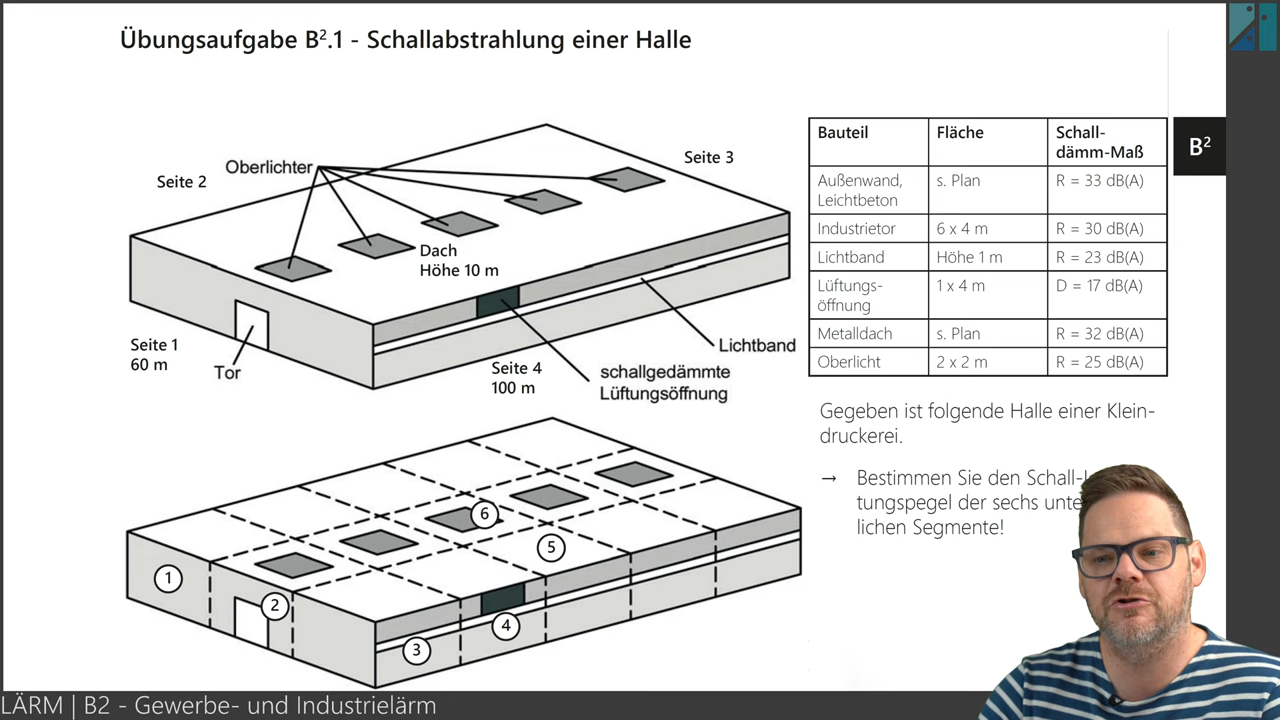 Übungsaufgabe B².1 - Schallabstrahlung einer Halle
Oberlichter
Seite 3
Seite 2
Dach
Höhe 10 m
Seite 1
60 m
Tor
Seite 4
100 m
Lichtband
schallgedämmte
Lüftungsöffnung
1
2
3
4
5
6
Bauteil Fläche Schall-
dämm-Maß
Außenwand, s. Plan R = 33 dB(A)
Leichtbeton
Industrietor 6 x 4 m R = 30 dB(A)
Lichtband Höhe 1 m R = 23 dB(A)
Lüftungs- 1 x 4 m D = 17 dB(A)
öffnung
Metalldach s. Plan R = 32 dB(A)
Oberlicht 2 x 2 m R = 25 dB(A)
B²
Gegeben ist folgende Halle einer Klein-
druckerei.
→ Bestimmen Sie den Schall-
tungspegel der sechs unte
lichen Segmente!
LÄRM | B2 - Gewerbe- und Industrielärm